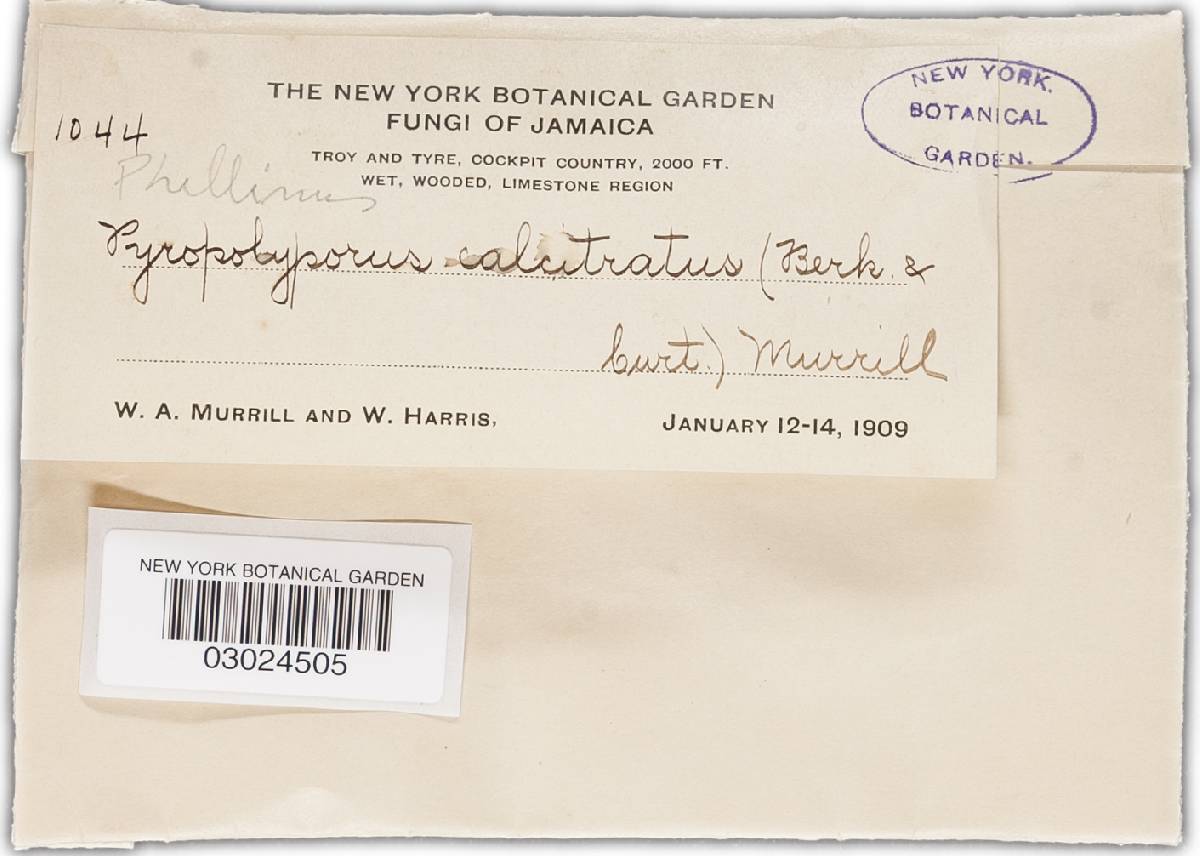 THE NEW YORK BOTANICAL GARDEN
FUNGI OF JAMAICA
1044
TROY AND TYRE, COCKPIT COUNTRY, 2000 FT.
WET, WOODED, LIMESTONE REGION
Phellinus
Pyropolyporus calcitratus (Berk. &
Curt.) Murrill
W. A. MURRILL AND W. HARRIS, JANUARY 12-14, 1909
NEW YORK.
BOTANICAL
GARDEN.
NEW YORK BOTANICAL GARDEN
03024505